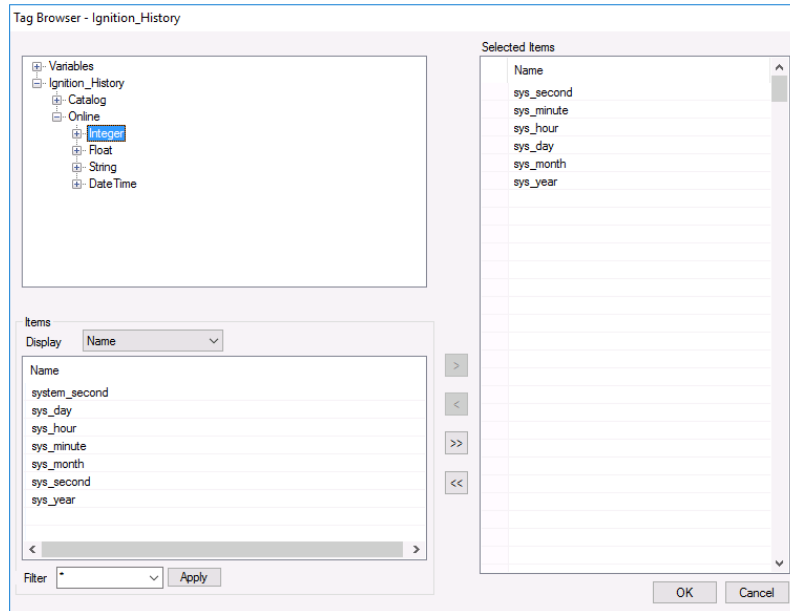 Tag Browser - Ignition_History
Variables
Ignition_History
Catalog
Online
Integer
Float
String
DateTime
Items
Display Name
Name
system_second
sys_day
sys_hour
sys_minute
sys_month
sys_second
sys_year
Filter * Apply
>
<
>>
<<
Selected Items
Name
sys_second
sys_minute
sys_hour
sys_day
sys_month
sys_year
OK Cancel